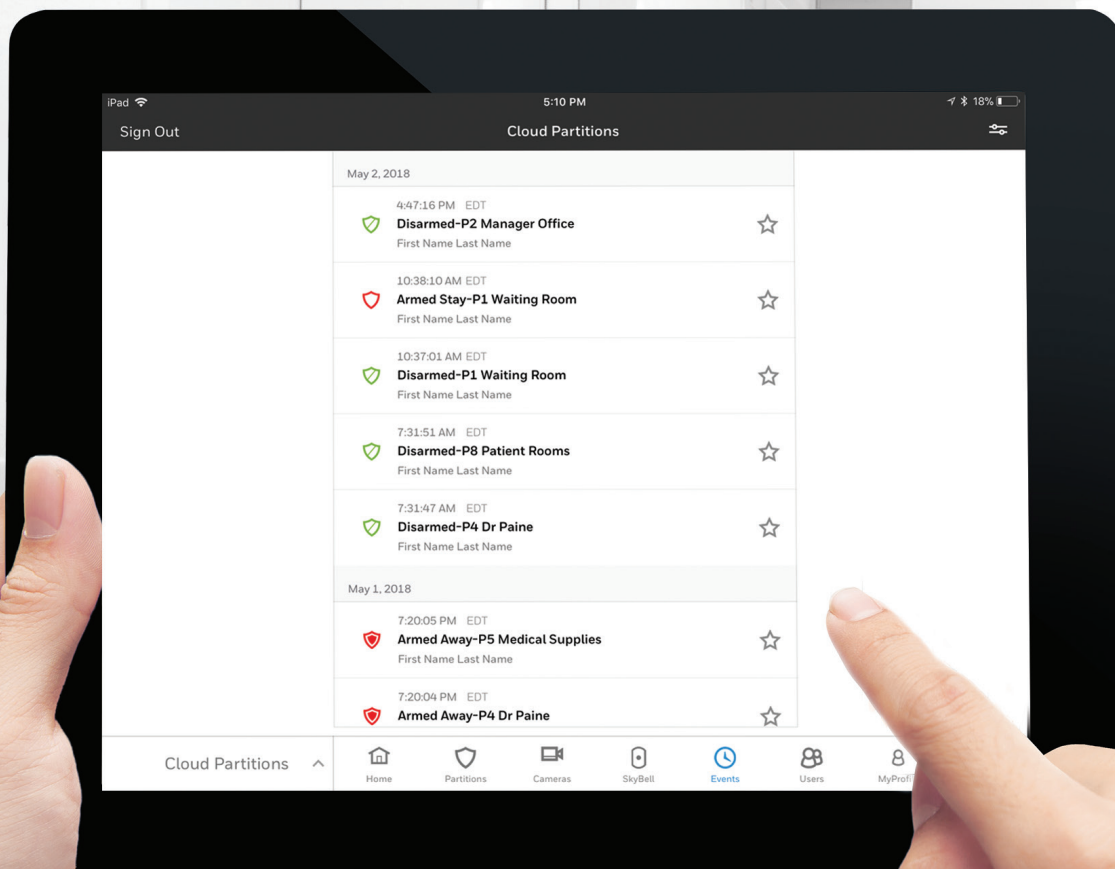 iPad 5:10 PM 18%
Sign Out Cloud Partitions
May 2, 2018
4:47:16 PM EDT
Disarmed-P2 Manager Office
First Name Last Name
10:38:10 AM EDT
Armed Stay-P1 Waiting Room
First Name Last Name
10:37:01 AM EDT
Disarmed-P1 Waiting Room
First Name Last Name
7:31:51 AM EDT
Disarmed-P8 Patient Rooms
First Name Last Name
7:31:47 AM EDT
Disarmed-P4 Dr Paine
First Name Last Name
May 1, 2018
7:20:05 PM EDT
Armed Away-P5 Medical Supplies
First Name Last Name
7:20:04 PM EDT
Armed Away-P4 Dr Paine
Cloud Partitions
Home Partitions Cameras SkyBell Events Users MyProfi